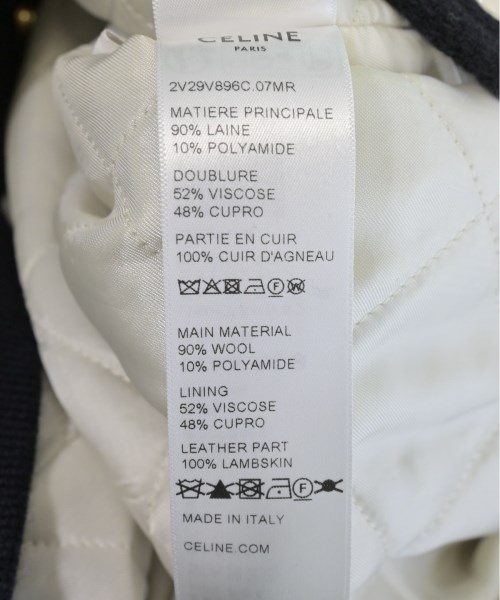 CELINE
PARIS
2V29V896C.07MR
MATIERE PRINCIPALE
90% LAINE
10% POLYAMIDE
DOUBLURE
52% VISCOSE
48% CUPRO
PARTIE EN CUIR
100% CUIR D'AGNEAU
MAIN MATERIAL
90% WOOL
10% POLYAMIDE
LINING
52% VISCOSE
48% CUPRO
LEATHER PART
100% LAMBSKIN
MADE IN ITALY
CELINE.COM